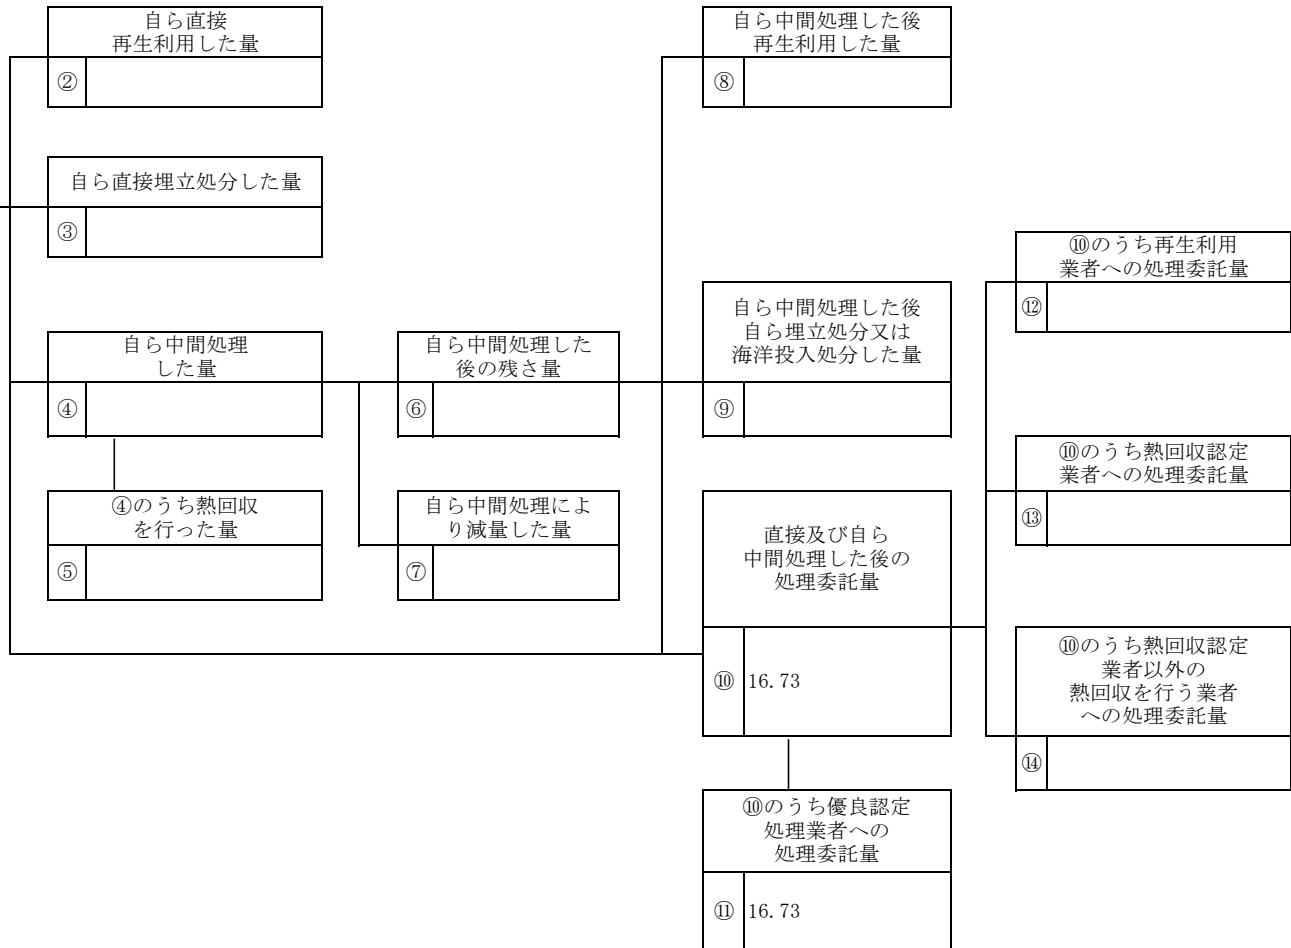 自ら直接
再生利用した量
②
自ら直接埋立処分した量
③
自ら中間処理
した量
④
④のうち熱回収
を行った量
⑤
自ら中間処理した
後の残さ量
⑥
自ら中間処理によ
り減量した量
⑦
自ら中間処理した後
再生利用した量
⑧
自ら中間処理した後
自ら埋立処分又は
海洋投入処分した量
⑨
直接及び自ら
中間処理した後の
処理委託量
⑩ 16.73
⑩のうち優良認定
処理業者への
処理委託量
⑪ 16.73
⑩のうち再生利用
業者への処理委託量
⑫
⑩のうち熱回収認定
業者への処理委託量
⑬
⑩のうち熱回収認定
業者以外の
熱回収を行う業者
への処理委託量
⑭